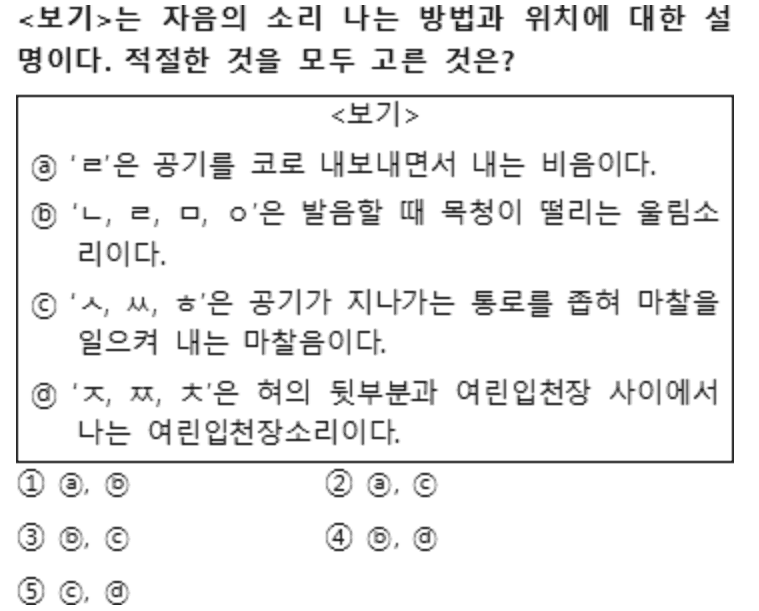 <보기>는 자음의 소리 나는 방법과 위치에 대한 설
명이다. 적절한 것을 모두 고른 것은?
<보기>
ⓐ 'ㄹ'은 공기를 코로 내보내면서 내는 비음이다.
ⓑ 'ㄴ, ㄹ, ㅁ, ㅇ'은 발음할 때 목청이 떨리는 울림소
리이다.
ⓒ 'ㅅ, ㅆ, ㅎ'은 공기가 지나가는 통로를 좁혀 마찰을
일으켜 내는 마찰음이다.
ⓓ 'ㅈ, ㅉ, ㅊ'은 혀의 뒷부분과 여린입천장 사이에서
나는 여린입천장소리이다.
① ⓐ, ⓑ ② ⓐ, ⓒ
③ ⓑ, ⓒ ④ ⓑ, ⓓ
⑤ ⓒ, ⓓ